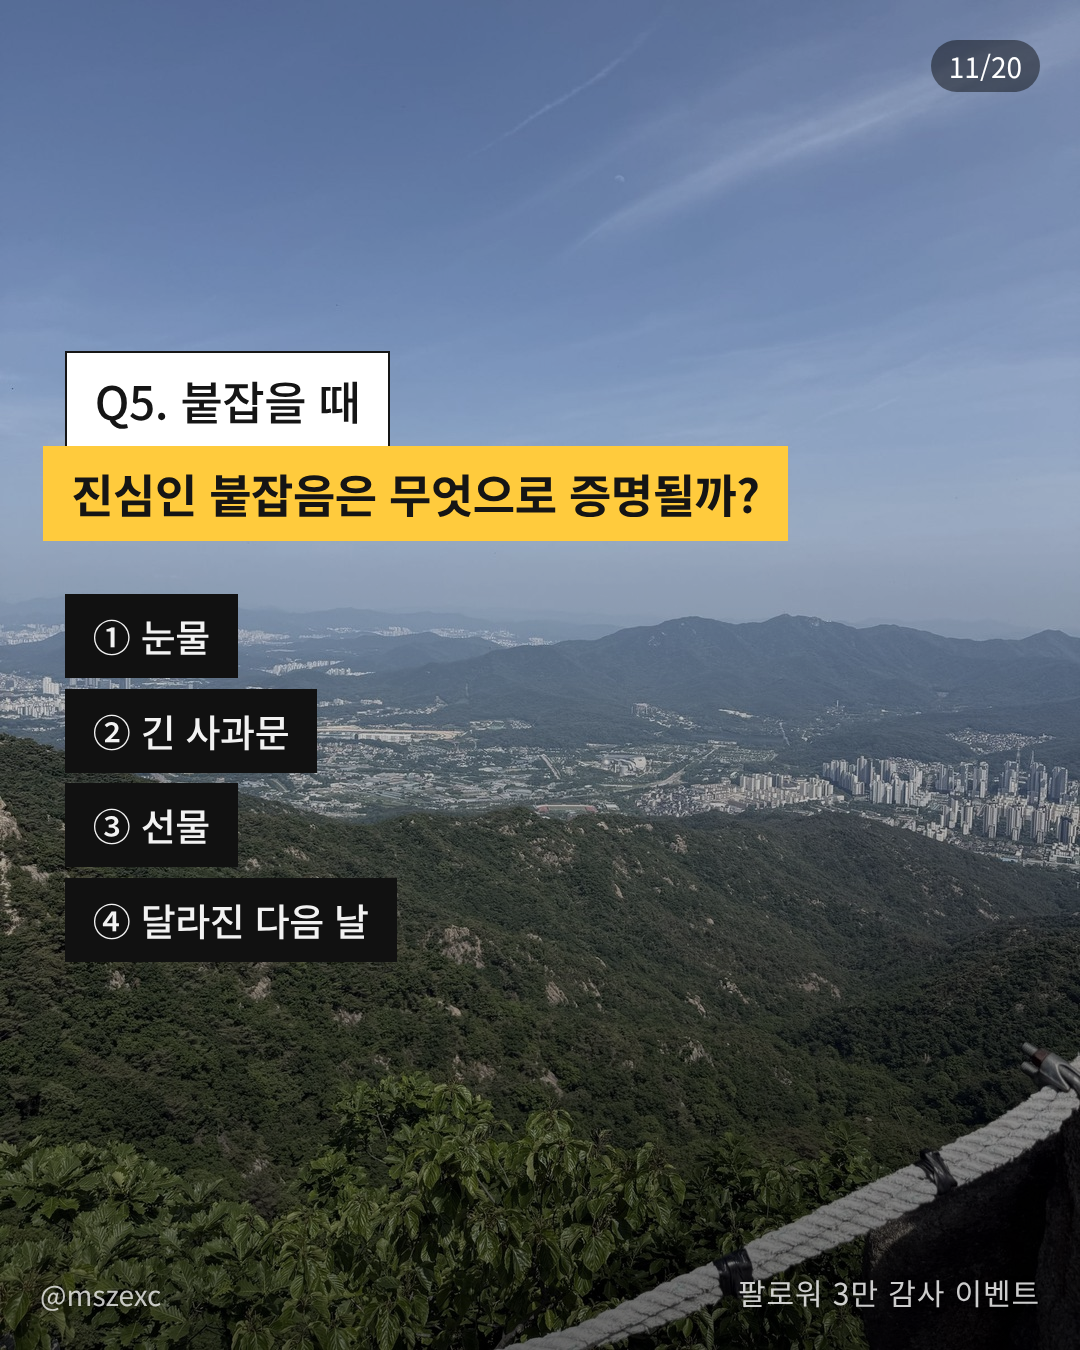 11/20
Q5. 붙잡을 때
진심인 붙잡음은 무엇으로 증명될까?
① 눈물
② 긴 사과문
③ 선물
④ 달라진 다음 날
@mszexc
팔로워 3만 감사 이벤트